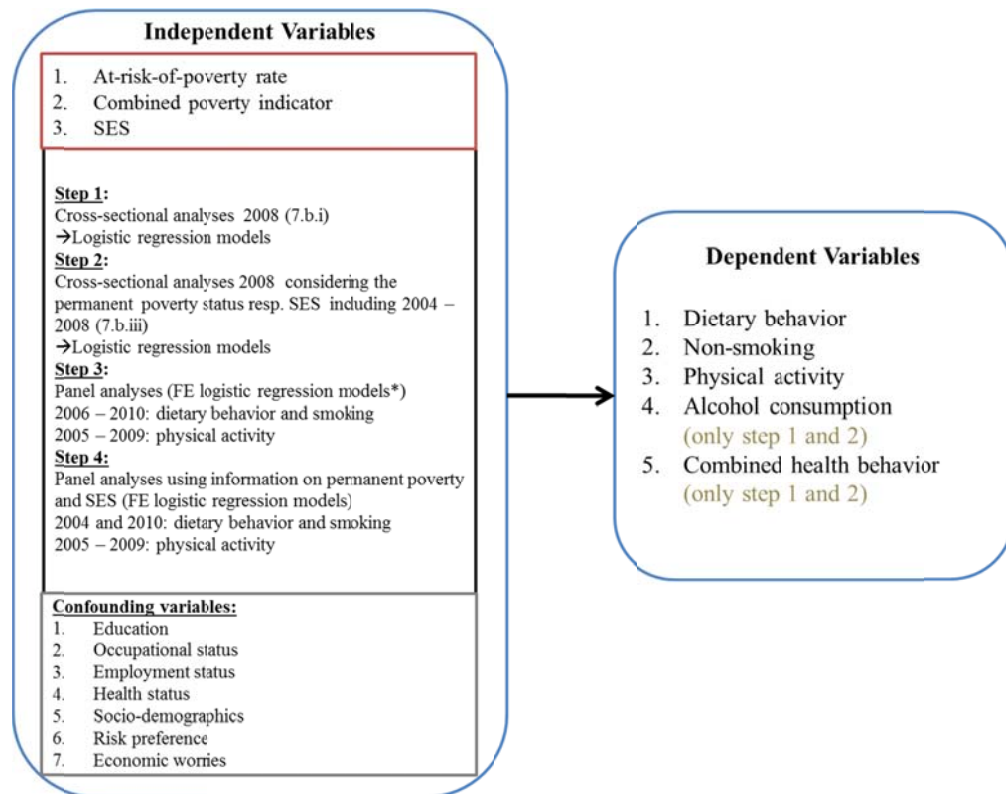 Independent Variables
1. At-risk-of-poverty rate
2. Combined poverty indicator
3. SES
Step 1:
Cross-sectional analyses 2008 (7.b.i)
→Logistic regression models
Step 2:
Cross-sectional analyses 2008 considering the
permanent poverty status resp. SES including 2004 –
2008 (7.b.iii)
→Logistic regression models
Step 3:
Panel analyses (FE logistic regression models*)
2006 – 2010: dietary behavior and smoking
2005 – 2009: physical activity
Step 4:
Panel analyses using information on permanent poverty
and SES (FE logistic regression models)
2004 and 2010: dietary behavior and smoking
2005 – 2009: physical activity
Confounding variables:
1. Education
2. Occupational status
3. Employment status
4. Health status
5. Socio-demographics
6. Risk preference
7. Economic worries
Dependent Variables
1. Dietary behavior
2. Non-smoking
3. Physical activity
4. Alcohol consumption
(only step 1 and 2)
5. Combined health behavior
(only step 1 and 2)